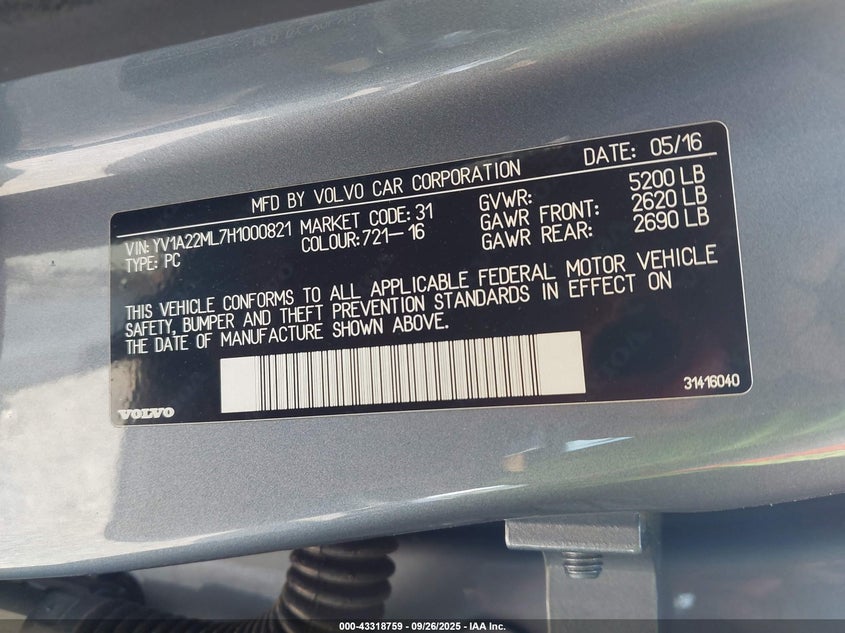 MFD BY VOLVO CAR CORPORATION DATE: 05/16
VIN: YV1A22ML7H1000821 MARKET CODE: 31 GVWR: 5200 LB
TYPE: PC COLOUR: 721-16 GAWR FRONT: 2620 LB
GAWR REAR: 2690 LB
THIS VEHICLE CONFORMS TO ALL APPLICABLE FEDERAL MOTOR VEHICLE
SAFETY, BUMPER AND THEFT PREVENTION STANDARDS IN EFFECT ON
THE DATE OF MANUFACTURE SHOWN ABOVE.
VOLVO 31416040
000-43318759 - 09/26/2025 - IAA Inc.